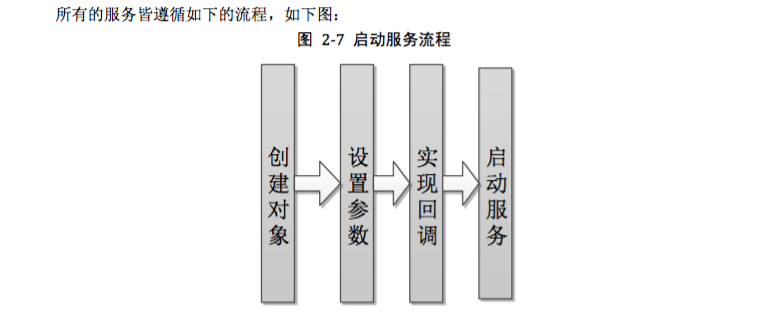 所有的服务皆遵循如下的流程，如下图：
图 2-7 启动服务流程
创建对象
设置参数
实现回调
启动服务